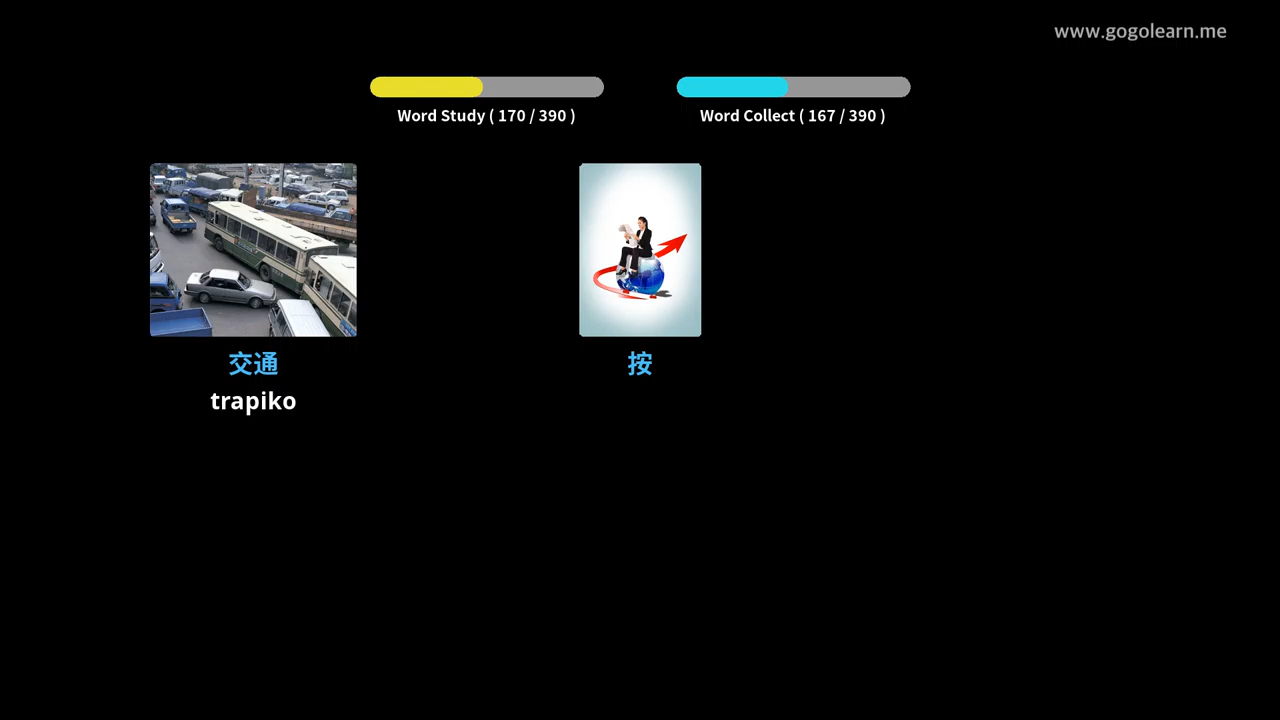 www.gogolearn.me
Word Study ( 170 / 390 )
Word Collect ( 167 / 390 )
交通
trapiko
按